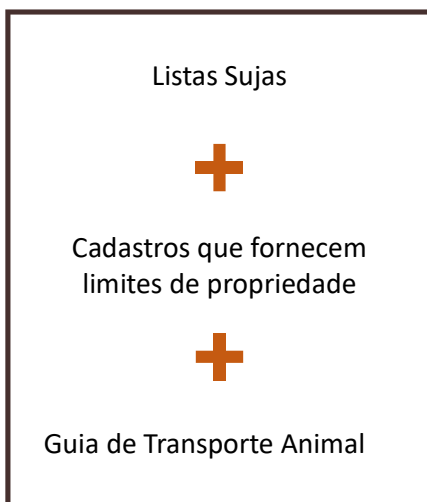 Listas Sujas
Cadastros que fornecem
limites de propriedade
Guia de Transporte Animal